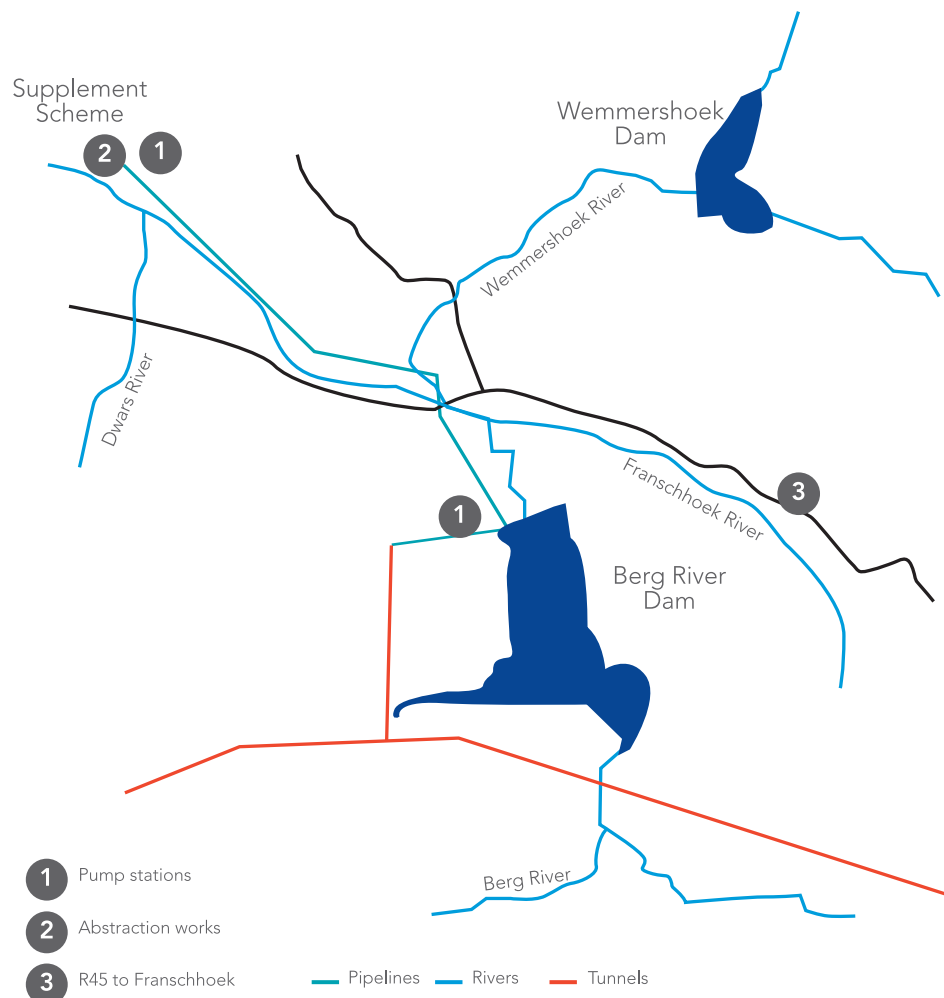 Supplement
Scheme
2
1
Wemmershoek
Dam
Wemmershoek River
Dwars River
Franschhoek River
3
1
Berg River
Dam
Berg River
1 Pump stations
2 Abstraction works
3 R45 to Franschhoek
Pipelines
Rivers
Tunnels